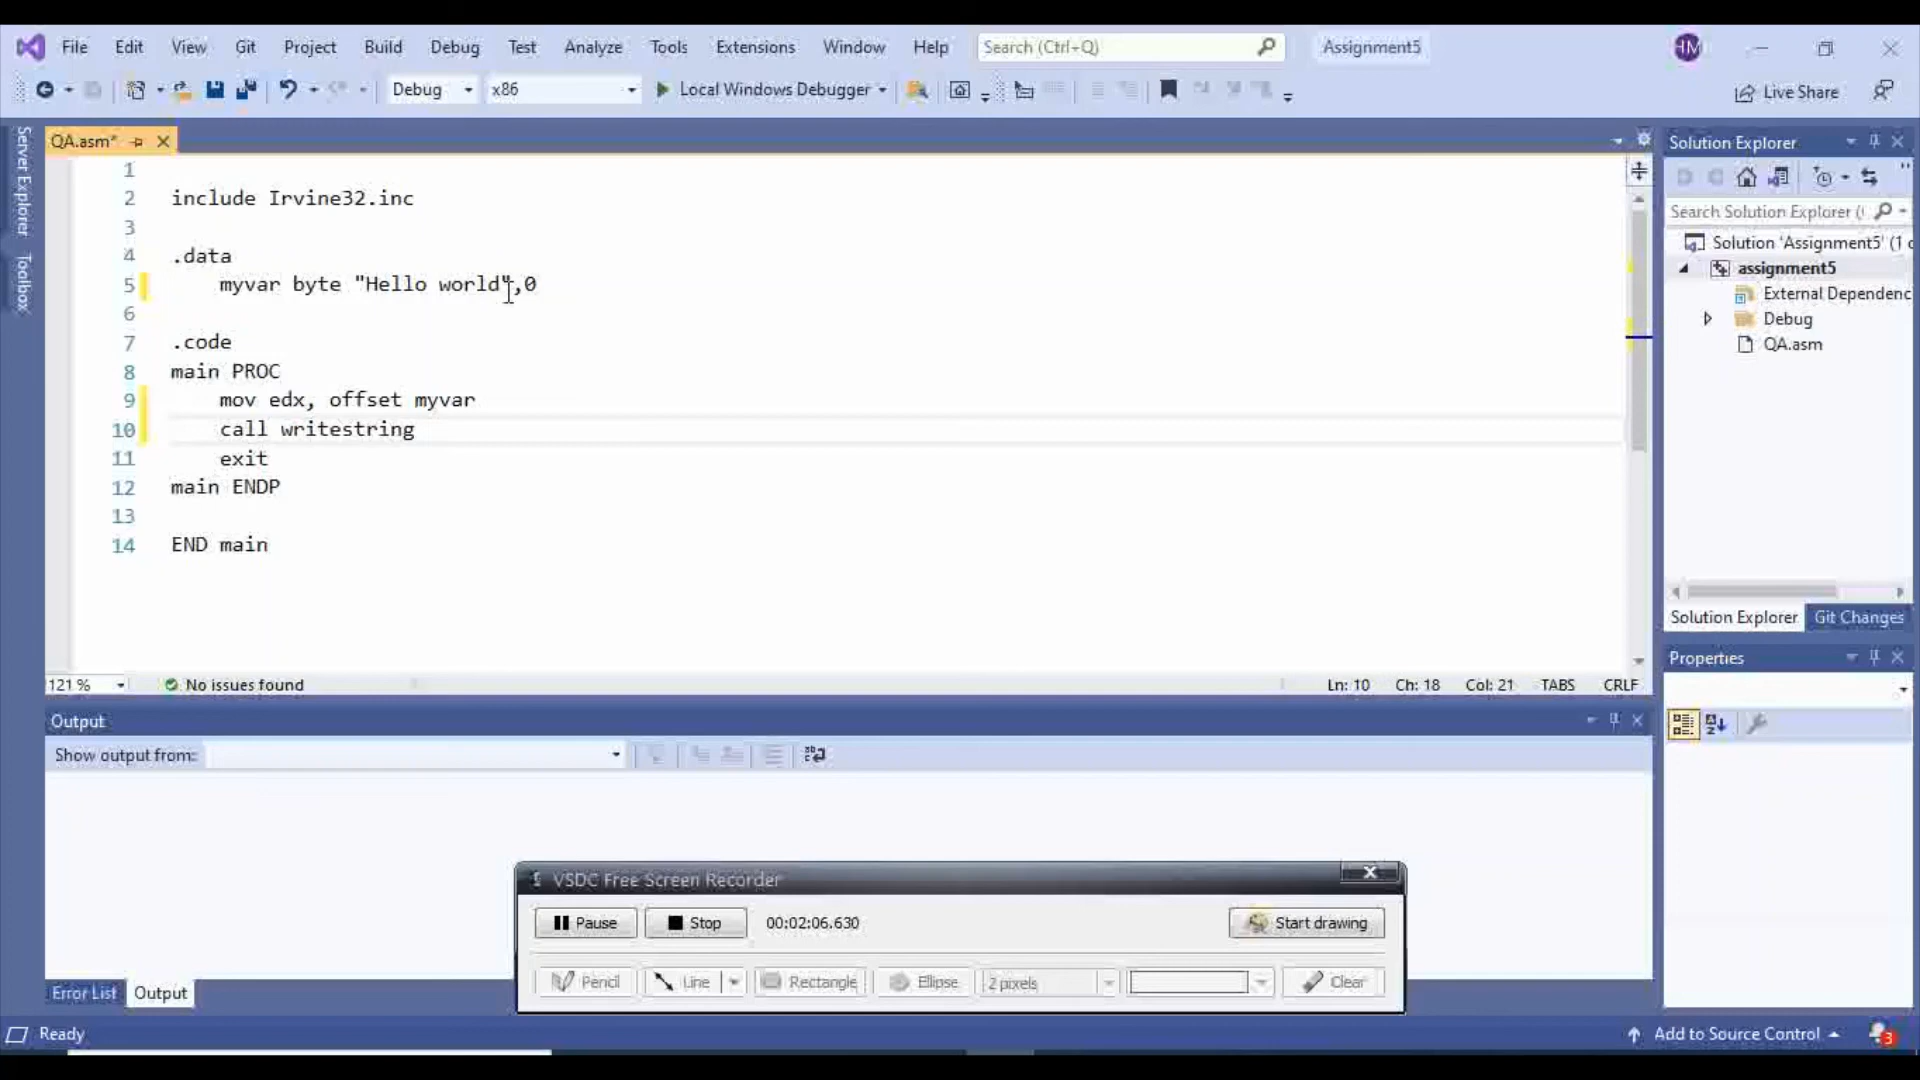 File Edit View Git Project Build Debug Test Analyze Tools Extensions Window Help Search (Ctrl+Q) Assignment5 HM
Debug x86 Local Windows Debugger Live Share
Server Explorer
Toolbox
QA.asm*
1
2 include Irvine32.inc
3
4 .data
5 myvar byte "Hello world",0
6
7 .code
8 main PROC
9 mov edx, offset myvar
10 call writestring
11 exit
12 main ENDP
13
14 END main
121 % No issues found Ln: 10 Ch: 18 Col: 21 TABS CRLF
Solution Explorer
Search Solution Explorer (
Solution 'Assignment5' (1
assignment5
External Dependenc
Debug
QA.asm
Solution Explorer Git Changes
Properties
Output
Show output from:
VSDC Free Screen Recorder
Pause Stop 00:02:06.630 Start drawing
Pencil Line Rectangle Ellipse 2 pixels Clear
Error List Output
Ready Add to Source Control 3